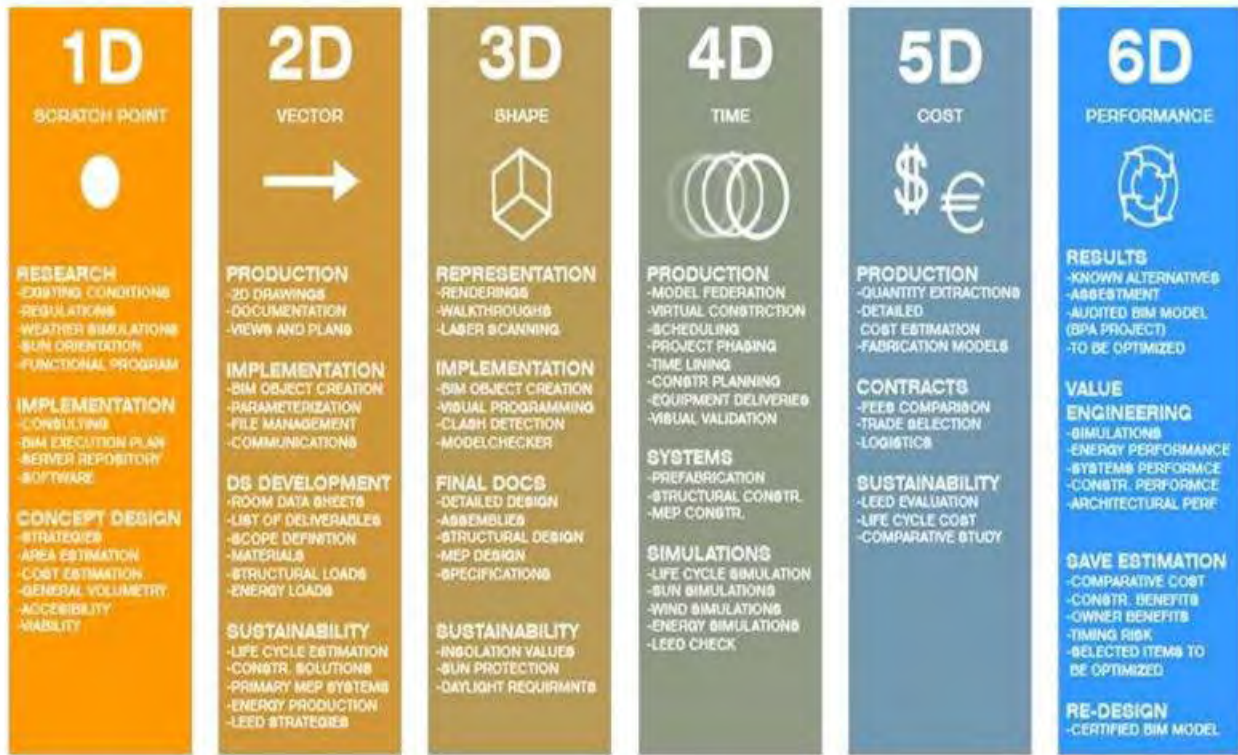 1D
SCRATCH POINT
RESEARCH
-EXISTING CONDITIONS
-REGULATIONS
-WEATHER SIMULATIONS
-SUN ORIENTATION
-FUNCTIONAL PROGRAM
IMPLEMENTATION
-CONSULTING
-BIM EXECUTION PLAN
-SERVER REPOSITORY
-SOFTWARE
CONCEPT DESIGN
-STRATEGIES
-AREA ESTIMATION
-COST ESTIMATION
-GENERAL VOLUMETRY
-ACCESIBILITY
-VIABILITY
2D
VECTOR
PRODUCTION
-2D DRAWINGS
-DOCUMENTATION
-VIEWS AND PLANS
IMPLEMENTATION
-BIM OBJECT CREATION
-PARAMETERIZATION
-FILE MANAGEMENT
-COMMUNICATIONS
DS DEVELOPMENT
-ROOM DATA SHEETS
-LIST OF DELIVERABLES
-SCOPE DEFINITION
-MATERIALS
-STRUCTURAL LOADS
-ENERGY LOADS
SUSTAINABILITY
-LIFE CYCLE ESTIMATION
-CONSTR. SOLUTIONS
-PRIMARY MEP SYSTEMS
-ENERGY PRODUCTION
-LEED STRATEGIES
3D
SHAPE
REPRESENTATION
-RENDERINGS
-WALKTHROUGHS
-LASER SCANNING
IMPLEMENTATION
-BIM OBJECT CREATION
-VISUAL PROGRAMMING
-CLASH DETECTION
-MODELCHECKER
FINAL DOCS
-DETAILED DESIGN
-ASSEMBLIES
-STRUCTURAL DESIGN
-MEP DESIGN
-SPECIFICATIONS
SUSTAINABILITY
-INSOLATION VALUES
-SUN PROTECTION
-DAYLIGHT REQUIRMNTS
4D
TIME
PRODUCTION
-MODEL FEDERATION
-VIRTUAL CONSTRCTION
-SCHEDULING
-PROJECT PHASING
-TIME LINING
-CONSTR PLANNING
-EQUIPMENT DELIVERIES
-VISUAL VALIDATION
SYSTEMS
-PREFABRICATION
-STRUCTURAL CONSTR.
-MEP CONSTR.
SIMULATIONS
-LIFE CYCLE SIMULATION
-SUN SIMULATIONS
-WIND SIMULATIONS
-ENERGY SIMULATIONS
-LEED CHECK
5D
COST
$ €
PRODUCTION
-QUANTITY EXTRACTIONS
-DETAILED
COST ESTIMATION
-FABRICATION MODELS
CONTRACTS
-FEES COMPARISON
-TRADE SELECTION
-LOGISTICS
SUSTAINABILITY
-LEED EVALUATION
-LIFE CYCLE COST
-COMPARATIVE STUDY
6D
PERFORMANCE
RESULTS
-KNOWN ALTERNATIVES
-ASSESTMENT
-AUDITED BIM MODEL
(BPA PROJECT)
-TO BE OPTIMIZED
VALUE
ENGINEERING
-SIMULATIONS
-ENERGY PERFORMANCE
-SYSTEMS PERFORMCE
-CONSTR. PERFORMCE
-ARCHITECTURAL PERF
SAVE ESTIMATION
-COMPARATIVE COST
-CONSTR. BENEFITS
-OWNER BENEFITS
-TIMING RISK
-SELECTED ITEMS TO
BE OPTIMIZED
RE-DESIGN
-CERTIFIED BIM MODEL